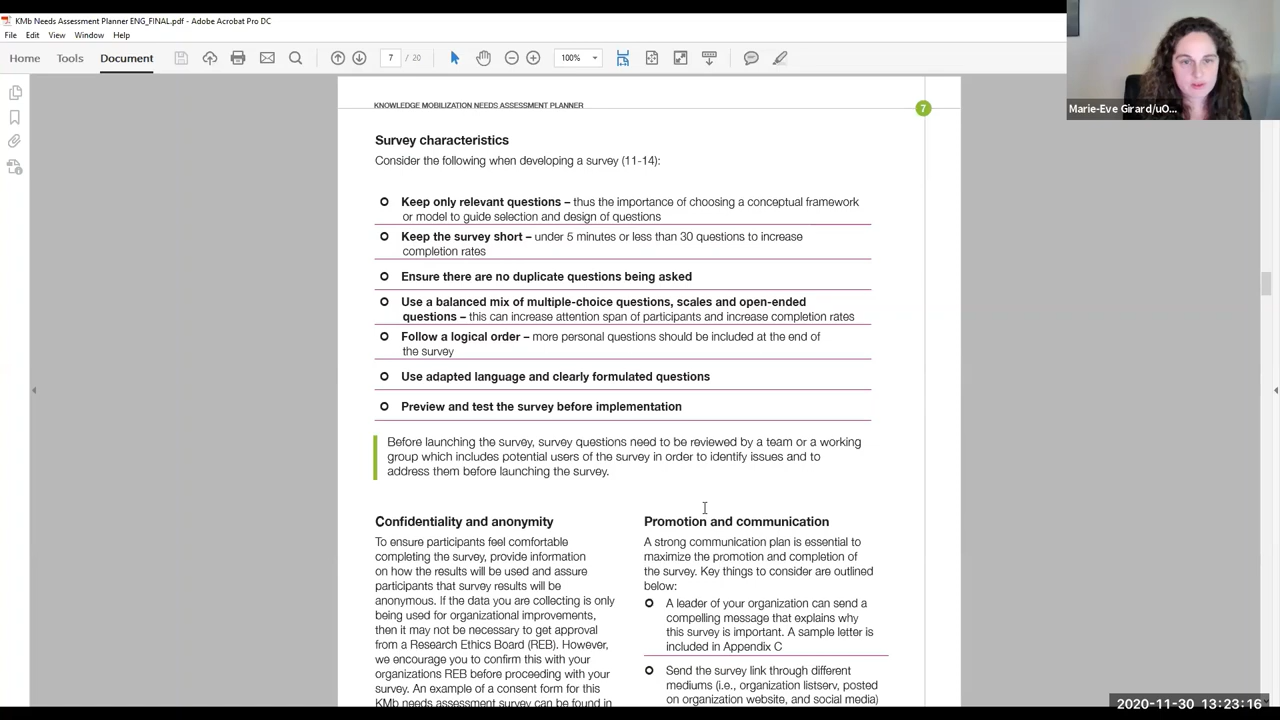 KMb Needs Assessment Planner ENG_FINAL.pdf - Adobe Acrobat Pro DC
File Edit View Window Help
Home Tools Document 7 / 20 100%
Marie-Eve Girard/uO...
KNOWLEDGE MOBILIZATION NEEDS ASSESSMENT PLANNER
7
Survey characteristics
Consider the following when developing a survey (11-14):
Keep only relevant questions – thus the importance of choosing a conceptual framework
or model to guide selection and design of questions
Keep the survey short – under 5 minutes or less than 30 questions to increase
completion rates
Ensure there are no duplicate questions being asked
Use a balanced mix of multiple-choice questions, scales and open-ended
questions – this can increase attention span of participants and increase completion rates
Follow a logical order – more personal questions should be included at the end of
the survey
Use adapted language and clearly formulated questions
Preview and test the survey before implementation
Before launching the survey, survey questions need to be reviewed by a team or a working
group which includes potential users of the survey in order to identify issues and to
address them before launching the survey.
Confidentiality and anonymity
To ensure participants feel comfortable
completing the survey, provide information
on how the results will be used and assure
participants that survey results will be
anonymous. If the data you are collecting is only
being used for organizational improvements,
then it may not be necessary to get approval
from a Research Ethics Board (REB). However,
we encourage you to confirm this with your
organizations REB before proceeding with your
survey. An example of a consent form for this
KMb needs assessment survey can be found in
Promotion and communication
A strong communication plan is essential to
maximize the promotion and completion of
the survey. Key things to consider are outlined
below:
A leader of your organization can send a
compelling message that explains why
this survey is important. A sample letter is
included in Appendix C
Send the survey link through different
mediums (i.e., organization listserv, posted
on organization website, and social media)
2020-11-30 13:23:16